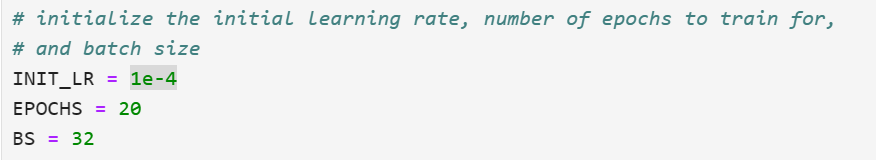 # initialize the initial learning rate, number of epochs to train for,
# and batch size
INIT_LR = 1e-4
EPOCHS = 20
BS = 32